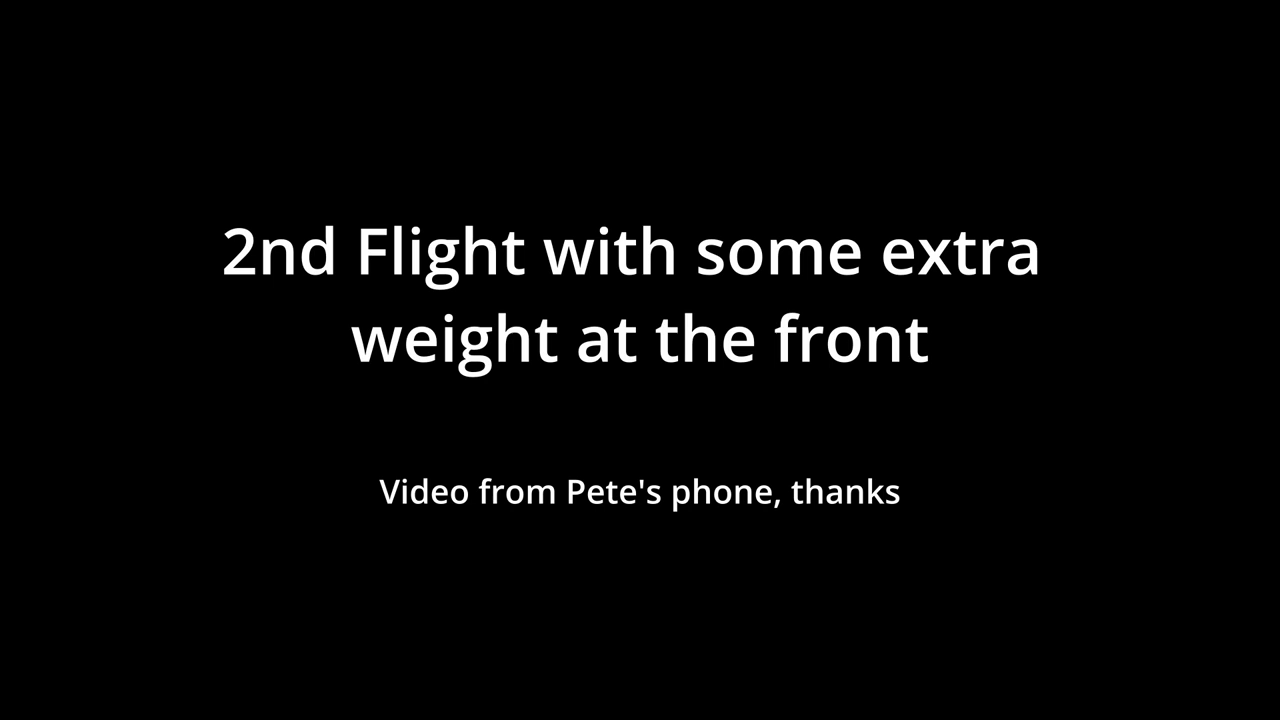 2nd Flight with some extra
weight at the front
Video from Pete's phone, thanks